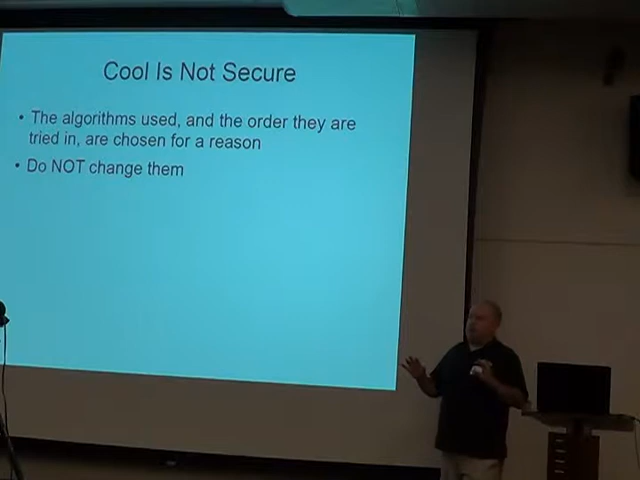 Cool Is Not Secure
• The algorithms used, and the order they are
tried in, are chosen for a reason
• Do NOT change them